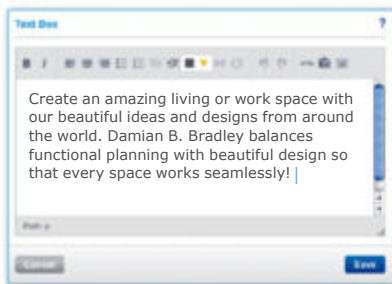 Text Box ?
B I
Create an amazing living or work space with
our beautiful ideas and designs from around
the world. Damian B. Bradley balances
functional planning with beautiful design so
that every space works seamlessly!
Path: p
Cancel Save